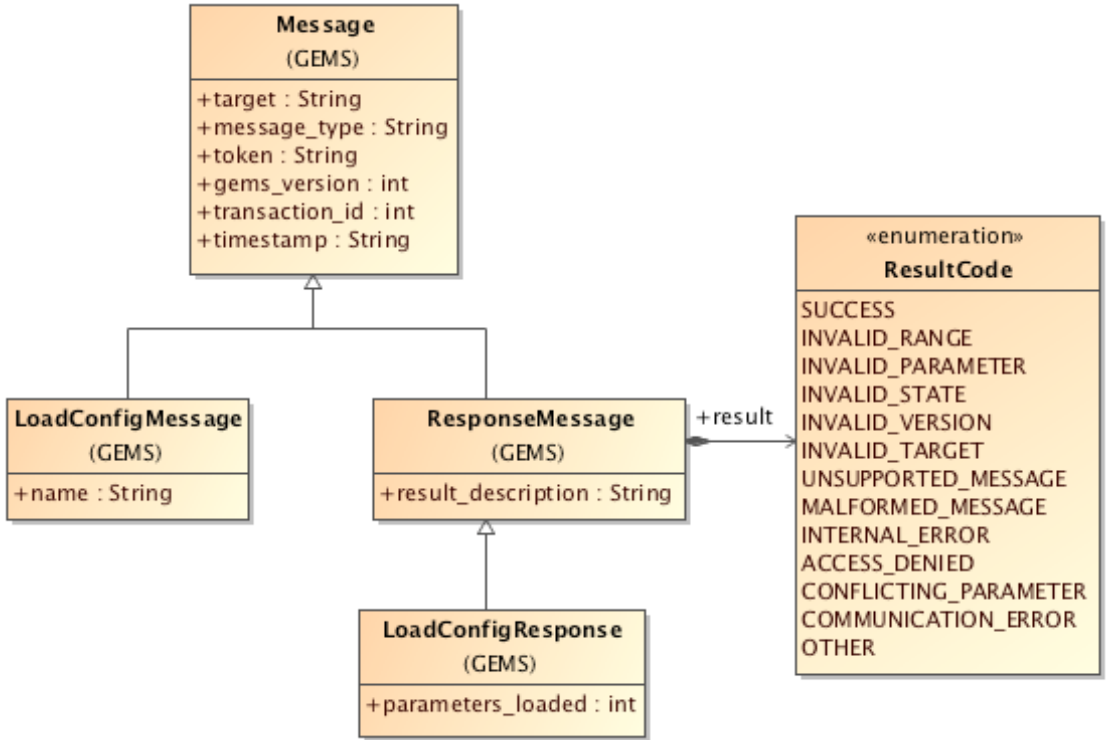 Message
(GEMS)
+target : String
+message_type : String
+token : String
+gems_version : int
+transaction_id : int
+timestamp : String
LoadConfigMessage
(GEMS)
+name : String
ResponseMessage
(GEMS)
+result_description : String
+result
«enumeration»
ResultCode
SUCCESS
INVALID_RANGE
INVALID_PARAMETER
INVALID_STATE
INVALID_VERSION
INVALID_TARGET
UNSUPPORTED_MESSAGE
MALFORMED_MESSAGE
INTERNAL_ERROR
ACCESS_DENIED
CONFLICTING_PARAMETER
COMMUNICATION_ERROR
OTHER
LoadConfigResponse
(GEMS)
+parameters_loaded : int